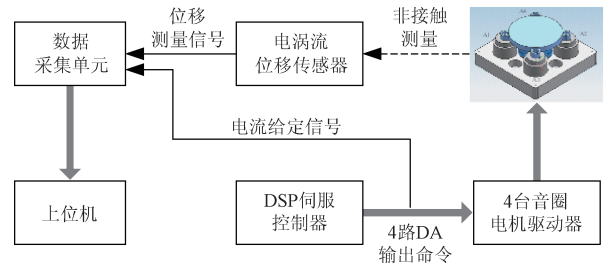 数据
采集单元
位移
测量信号
电涡流
位移传感器
非接触
测量
电流给定信号
上位机
DSP伺服
控制器
4路DA
输出命令
4台音圈
电机驱动器